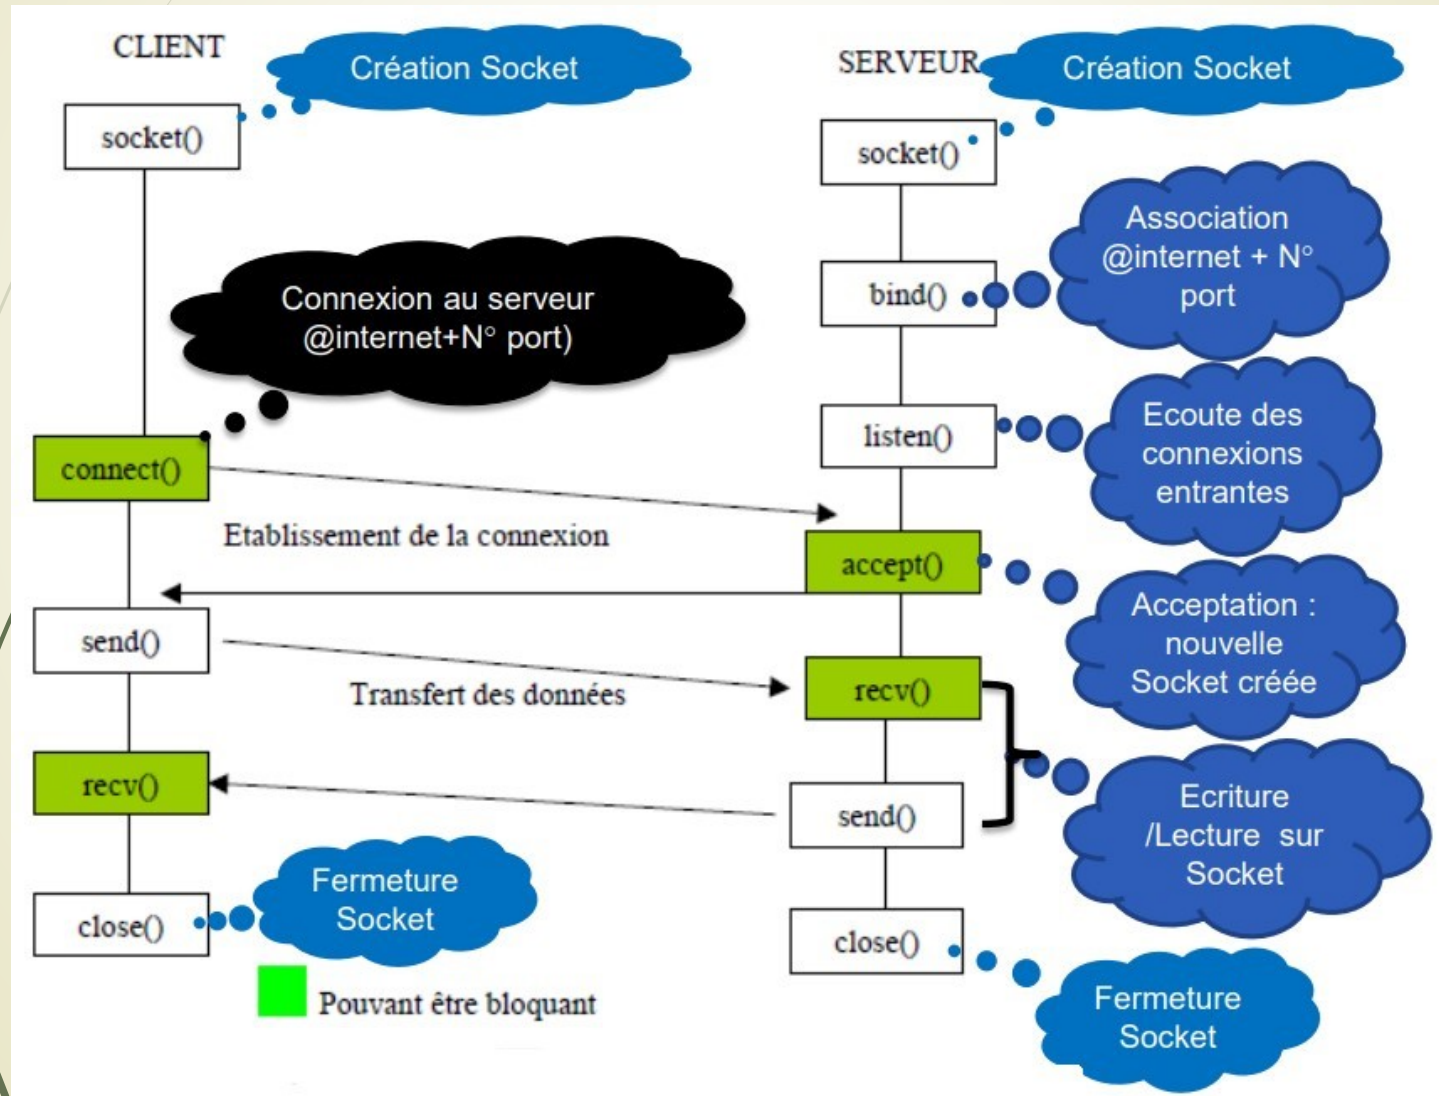 CLIENT
Création Socket
socket()
Connexion au serveur
@internet+N° port)
connect()
Etablissement de la connexion
send()
Transfert des données
recv()
Fermeture
Socket
close()
Pouvant être bloquant
SERVEUR
Création Socket
socket()
Association
@internet + N°
port
bind()
Ecoute des
connexions
entrantes
listen()
accept()
Acceptation :
nouvelle
Socket créée
recv()
Ecriture
/Lecture sur
Socket
send()
close()
Fermeture
Socket